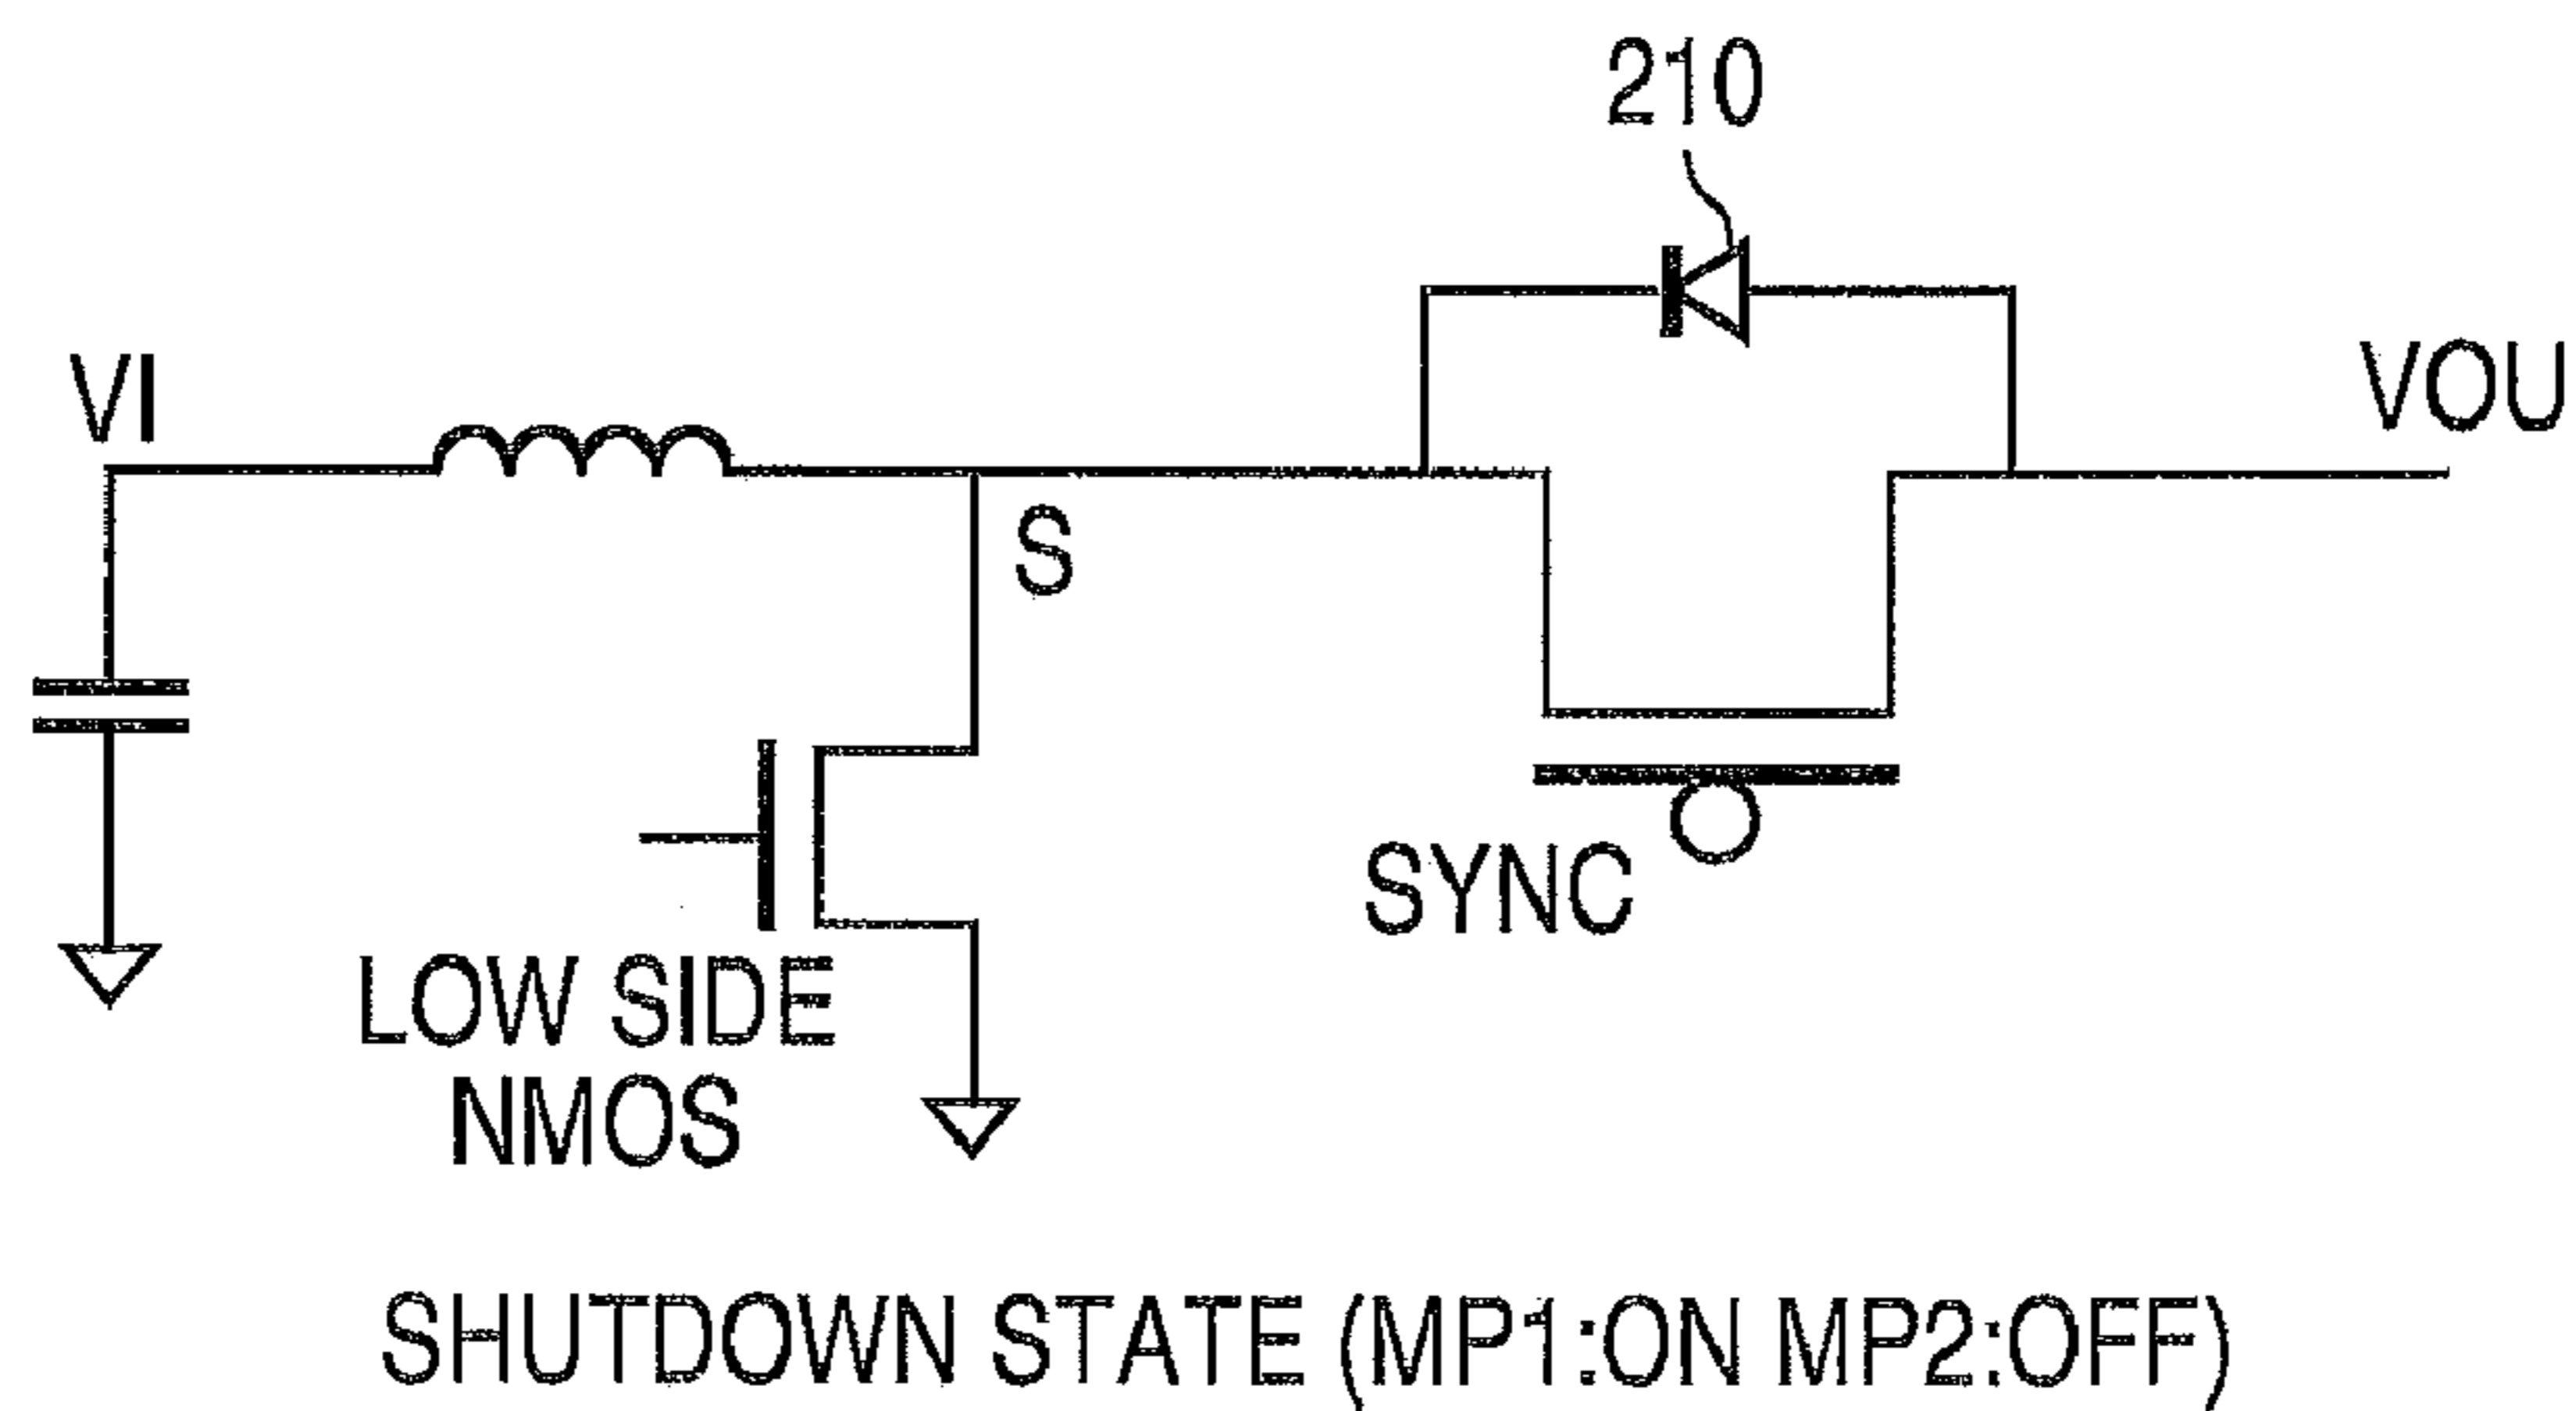 210
VI
VOU
S
SYNC
LOW SIDE
NMOS
SHUTDOWN STATE (MP1:ON MP2:OFF)